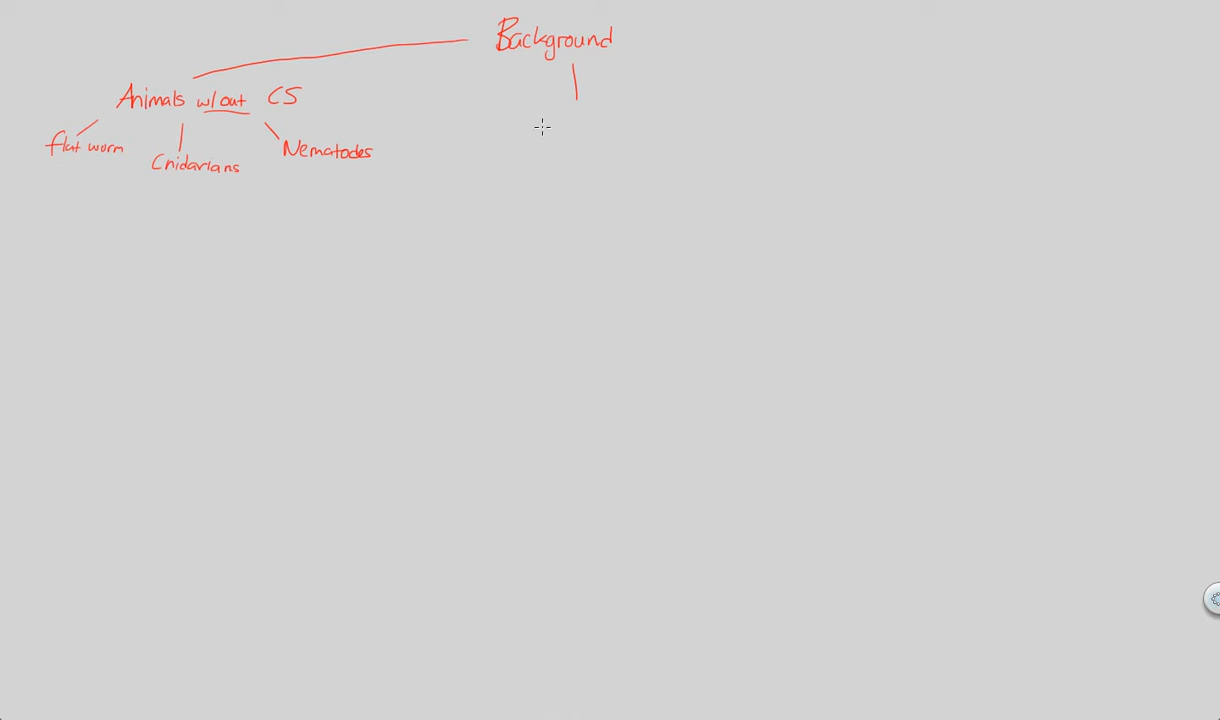 Background
Animals w/out CS
flat worm
Cnidarians
Nematodes